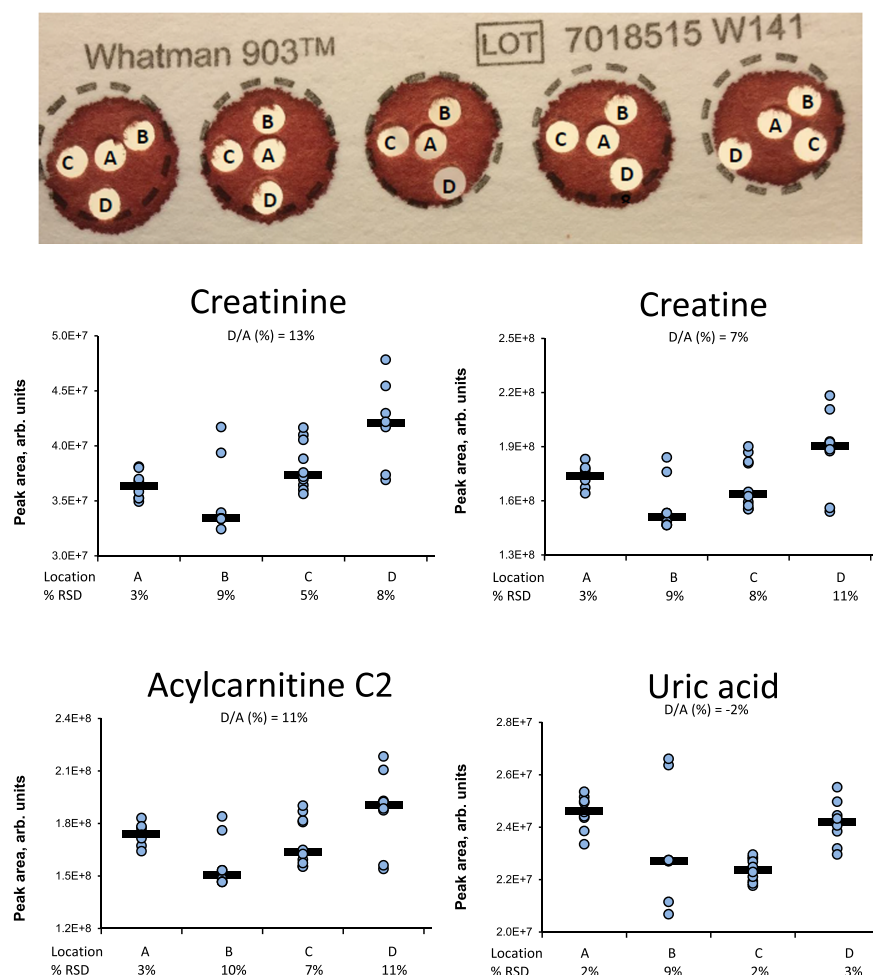 Whatman 903™ LOT 7018515 W141
B B B B B
C A C A C A C A A C
D D D D D
Creatinine
D/A (%) = 13%
5.0E+7
4.5E+7
4.0E+7
3.5E+7
3.0E+7
Peak area, arb. units
Location A B C D
% RSD 3% 9% 5% 8%
Creatine
D/A (%) = 7%
2.5E+8
2.2E+8
1.9E+8
1.6E+8
1.3E+8
Peak area, arb. units
Location A B C D
% RSD 3% 9% 8% 11%
Acylcarnitine C2
D/A (%) = 11%
2.4E+8
2.1E+8
1.8E+8
1.5E+8
1.2E+8
Peak area, arb. units
Location A B C D
% RSD 3% 10% 7% 11%
Uric acid
D/A (%) = -2%
2.8E+7
2.6E+7
2.4E+7
2.2E+7
2.0E+7
Peak area, arb. units
Location A B C D
% RSD 2% 9% 2% 3%